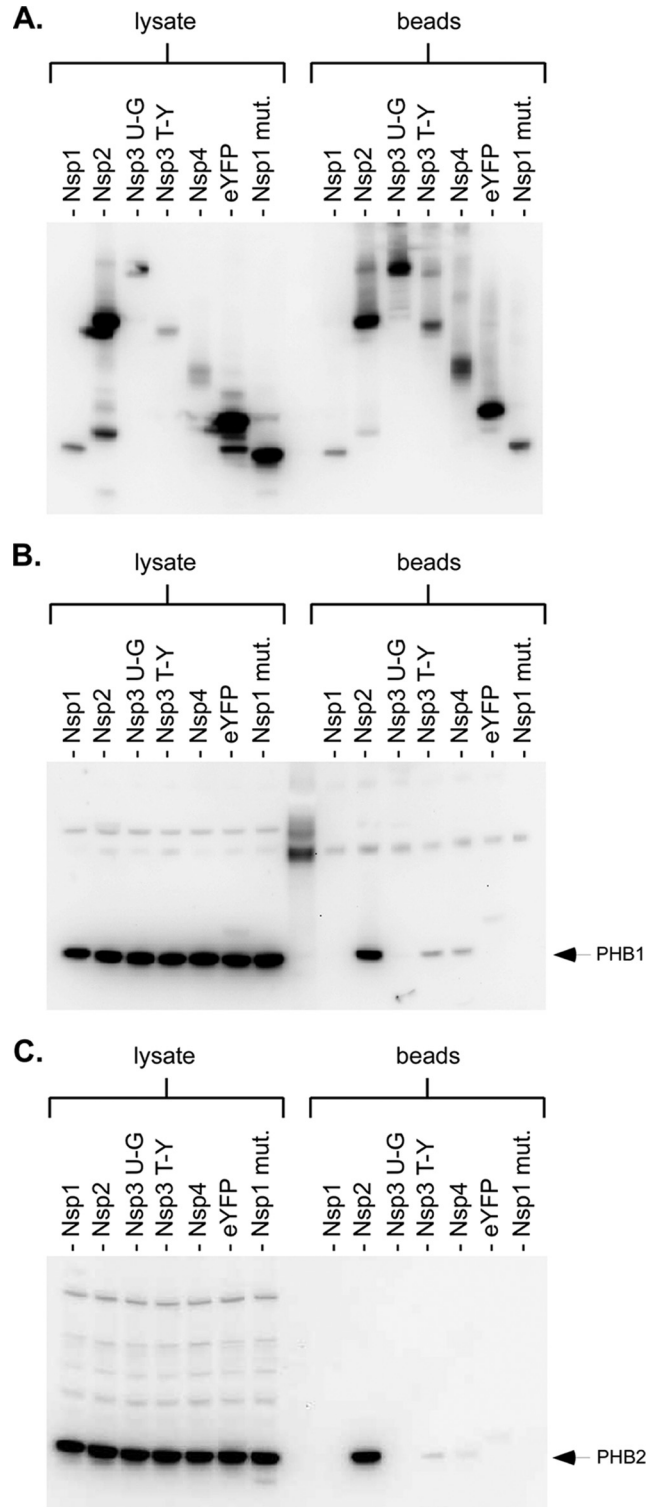 A.
lysate beads
- Nsp1 - Nsp2 - Nsp3 U-G - Nsp3 T-Y - Nsp4 - eYFP - Nsp1 mut. - Nsp1 - Nsp2 - Nsp3 U-G - Nsp3 T-Y - Nsp4 - eYFP - Nsp1 mut.
B.
lysate beads
- Nsp1 - Nsp2 - Nsp3 U-G - Nsp3 T-Y - Nsp4 - eYFP - Nsp1 mut. - Nsp1 - Nsp2 - Nsp3 U-G - Nsp3 T-Y - Nsp4 - eYFP - Nsp1 mut.
PHB1
C.
lysate beads
- Nsp1 - Nsp2 - Nsp3 U-G - Nsp3 T-Y - Nsp4 - eYFP - Nsp1 mut. - Nsp1 - Nsp2 - Nsp3 U-G - Nsp3 T-Y - Nsp4 - eYFP - Nsp1 mut.
PHB2